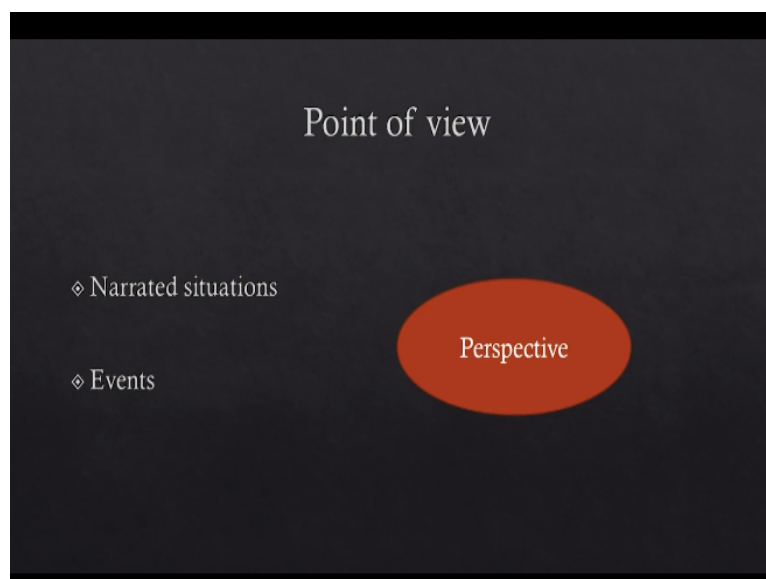 Point of view
Narrated situations
Events
Perspective